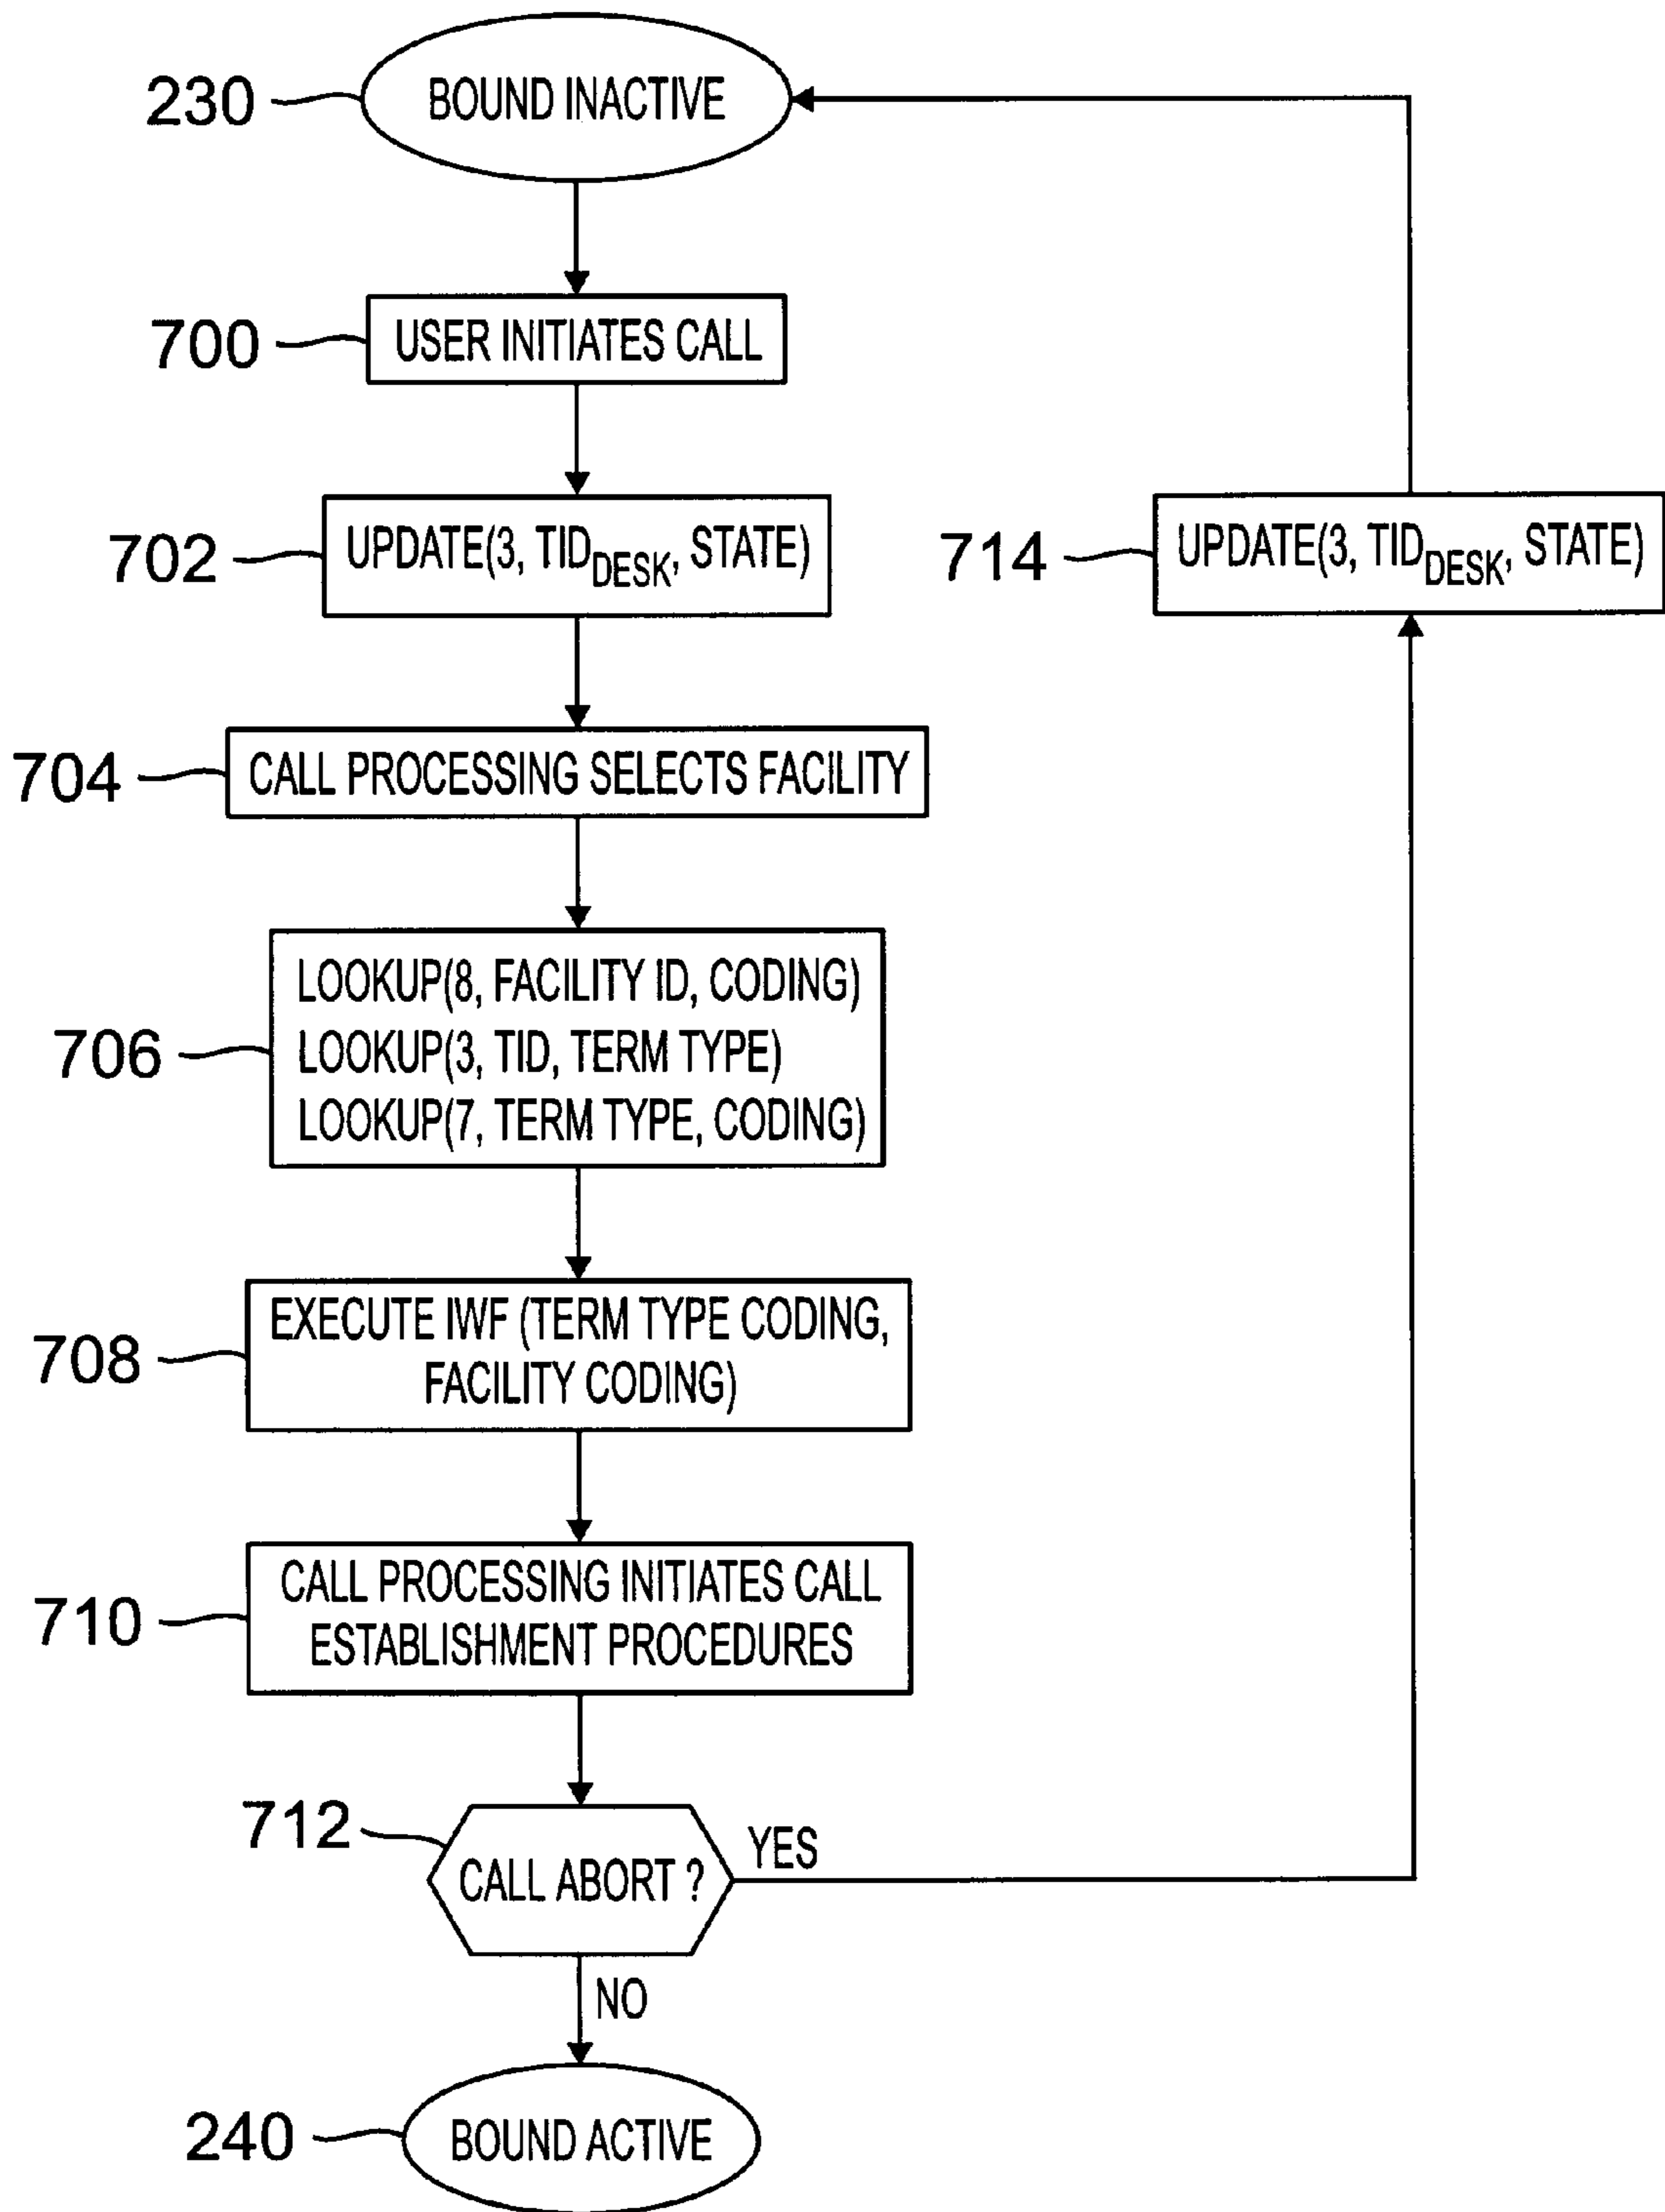 230
BOUND INACTIVE
700
USER INITIATES CALL
702
UPDATE(3, TID_DESK, STATE)
714
UPDATE(3, TID_DESK, STATE)
704
CALL PROCESSING SELECTS FACILITY
706
LOOKUP(8, FACILITY ID, CODING)
LOOKUP(3, TID, TERM TYPE)
LOOKUP(7, TERM TYPE, CODING)
708
EXECUTE IWF (TERM TYPE CODING,
FACILITY CODING)
710
CALL PROCESSING INITIATES CALL
ESTABLISHMENT PROCEDURES
712
CALL ABORT ?
YES
NO
240
BOUND ACTIVE